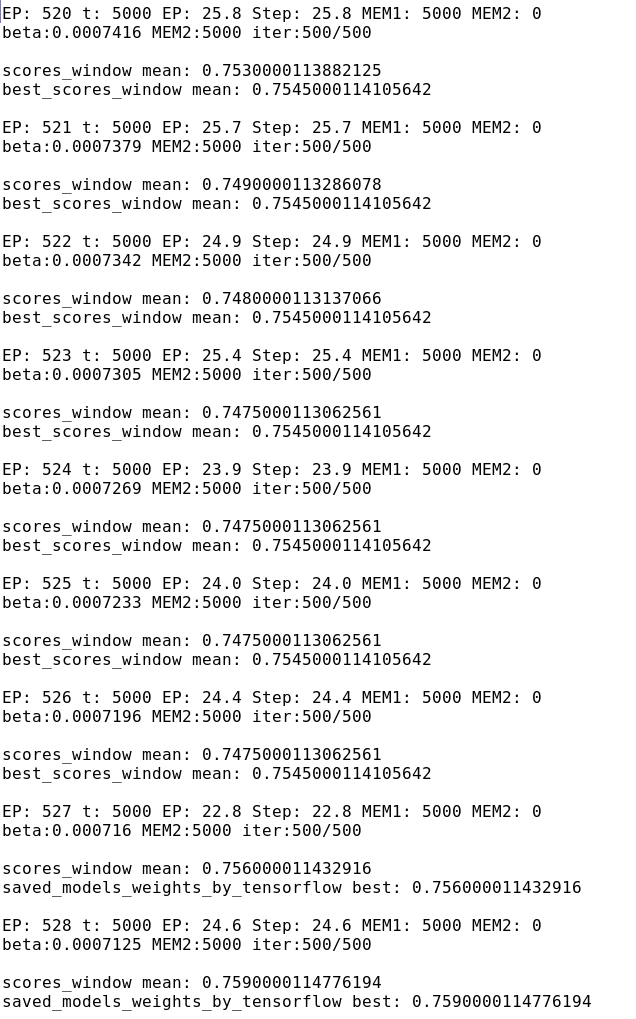 EP: 520 t: 5000 EP: 25.8 Step: 25.8 MEM1: 5000 MEM2: 0
beta:0.0007416 MEM2:5000 iter:500/500
scores_window mean: 0.7530000113882125
best_scores_window mean: 0.7545000114105642
EP: 521 t: 5000 EP: 25.7 Step: 25.7 MEM1: 5000 MEM2: 0
beta:0.0007379 MEM2:5000 iter:500/500
scores_window mean: 0.7490000113286078
best_scores_window mean: 0.7545000114105642
EP: 522 t: 5000 EP: 24.9 Step: 24.9 MEM1: 5000 MEM2: 0
beta:0.0007342 MEM2:5000 iter:500/500
scores_window mean: 0.7480000113137066
best_scores_window mean: 0.7545000114105642
EP: 523 t: 5000 EP: 25.4 Step: 25.4 MEM1: 5000 MEM2: 0
beta:0.0007305 MEM2:5000 iter:500/500
scores_window mean: 0.7475000113062561
best_scores_window mean: 0.7545000114105642
EP: 524 t: 5000 EP: 23.9 Step: 23.9 MEM1: 5000 MEM2: 0
beta:0.0007269 MEM2:5000 iter:500/500
scores_window mean: 0.7475000113062561
best_scores_window mean: 0.7545000114105642
EP: 525 t: 5000 EP: 24.0 Step: 24.0 MEM1: 5000 MEM2: 0
beta:0.0007233 MEM2:5000 iter:500/500
scores_window mean: 0.7475000113062561
best_scores_window mean: 0.7545000114105642
EP: 526 t: 5000 EP: 24.4 Step: 24.4 MEM1: 5000 MEM2: 0
beta:0.0007196 MEM2:5000 iter:500/500
scores_window mean: 0.7475000113062561
best_scores_window mean: 0.7545000114105642
EP: 527 t: 5000 EP: 22.8 Step: 22.8 MEM1: 5000 MEM2: 0
beta:0.000716 MEM2:5000 iter:500/500
scores_window mean: 0.756000011432916
saved_models_weights_by_tensorflow best: 0.756000011432916
EP: 528 t: 5000 EP: 24.6 Step: 24.6 MEM1: 5000 MEM2: 0
beta:0.0007125 MEM2:5000 iter:500/500
scores_window mean: 0.7590000114776194
saved_models_weights_by_tensorflow best: 0.7590000114776194